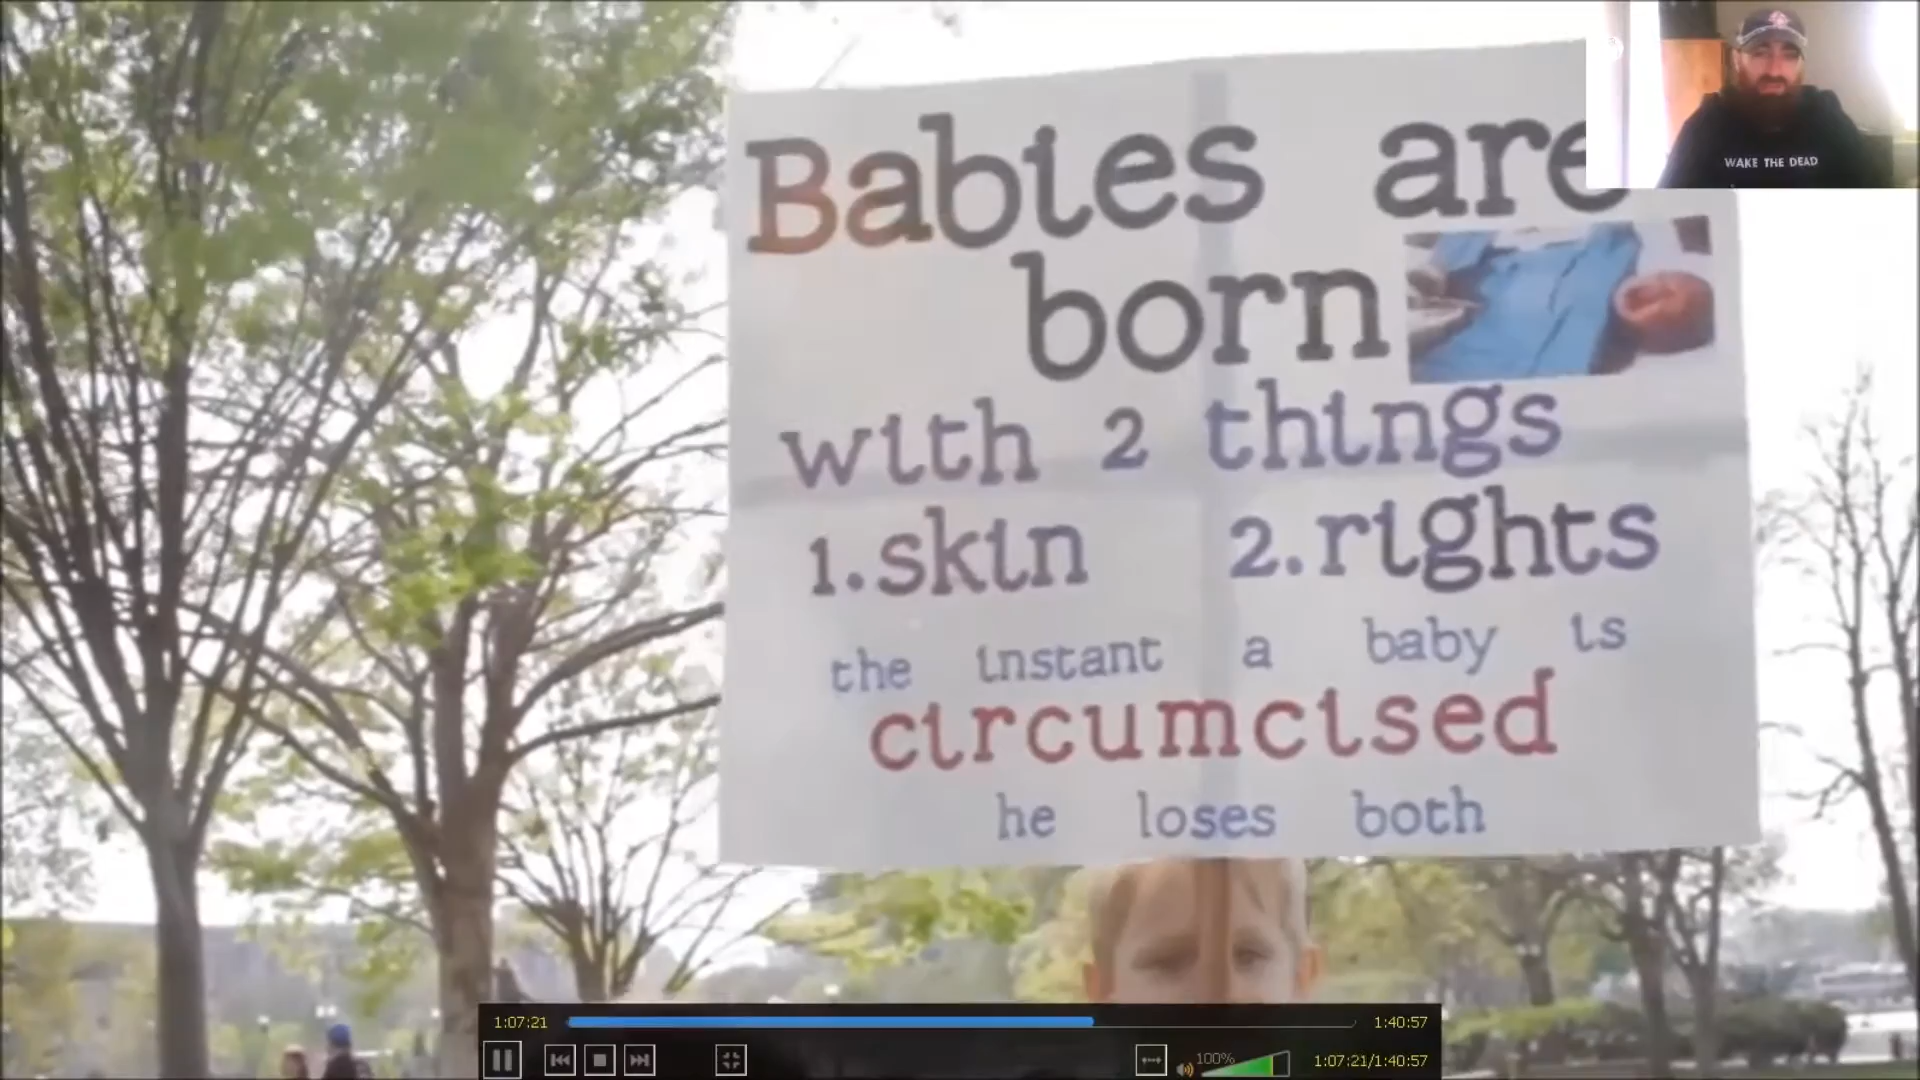 Babies are
born
with 2 things
1.skin 2.rights
the instant a baby is
circumcised
he loses both
WAKE THE DEAD
1:07:21
1:40:57
100%
1:07:21/1:40:57